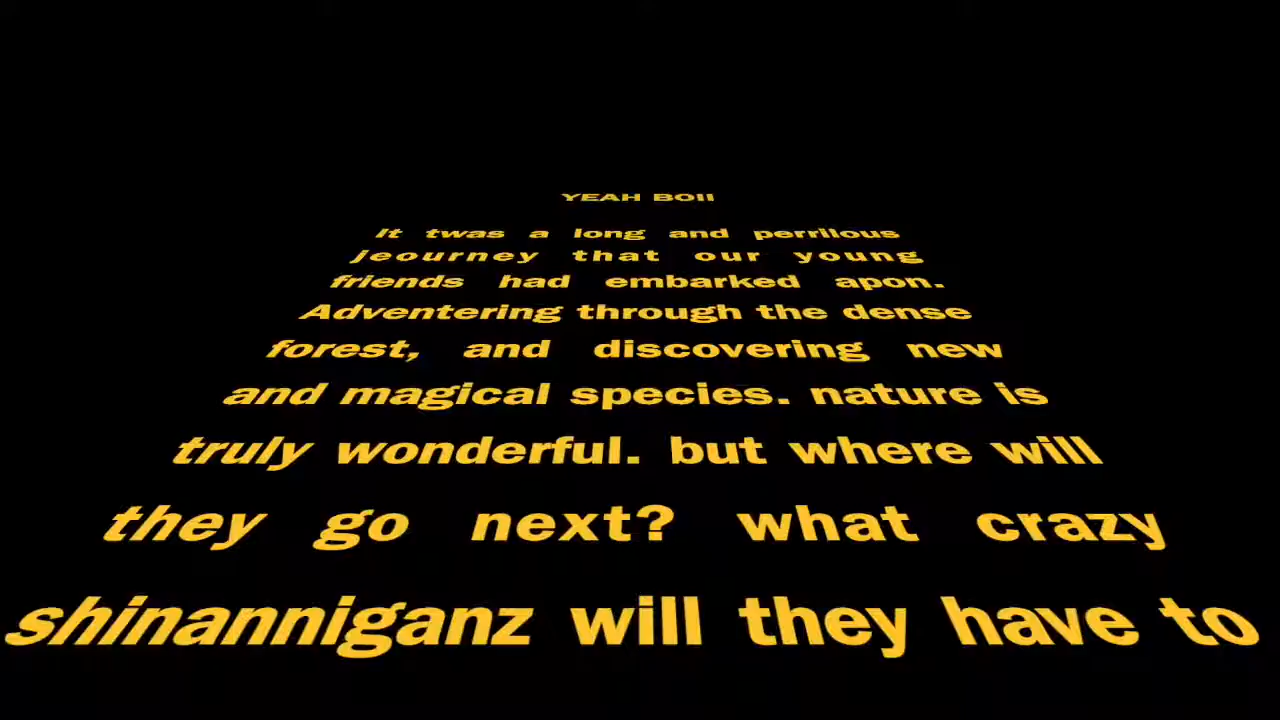 YEAH BOII
It twas a long and perrilous
jeourney that our young
friends had embarked apon.
Adventering through the dense
forest, and discovering new
and magical species. nature is
truly wonderful. but where will
they go next? what crazy
shinanniganz will they have to